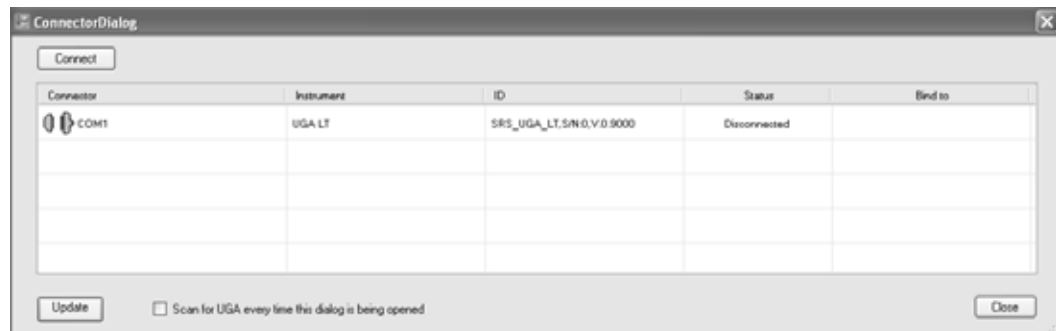 ConnectorDialog
Connect
Connector Instrument ID Status Bind to
COM1 UGA LT SRS_UGA_LT,S/N:0,V:0.9000 Disconnected
Update Scan for UGA every time this dialog is being opened Close